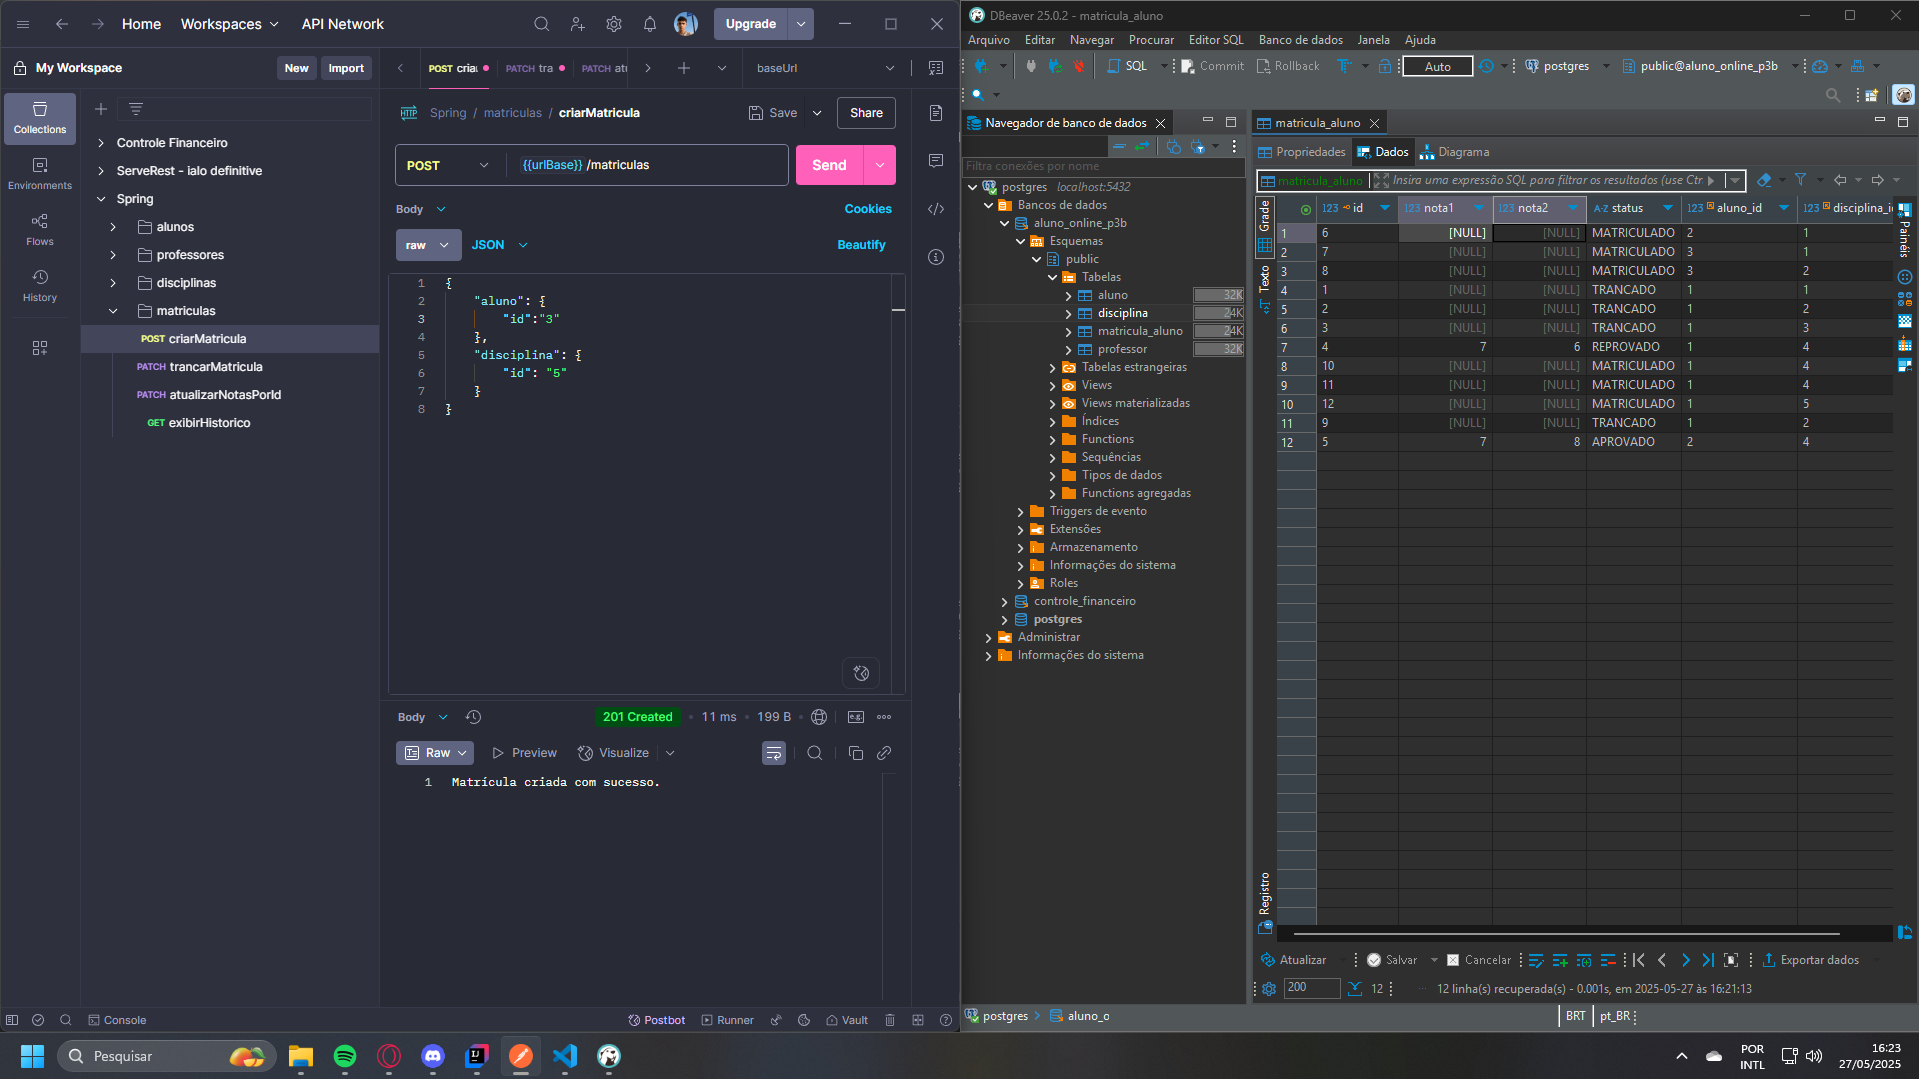 Home
Workspaces
API Network
Upgrade
My Workspace
New
Import
Collections
Environments
Flows
History
Controle Financeiro
ServeRest - ialo definitive
Spring
alunos
professores
disciplinas
matriculas
POST criarMatricula
PATCH trancarMatricula
PATCH atualizarNotasPorId
GET exibirHistorico
POST cria
PATCH tra
PATCH at
baseUrl
HTTP Spring / matriculas / criarMatricula
Save
Share
POST
{{urlBase}} /matriculas
Send
Body
Cookies
raw
JSON
Beautify
1 {
2 "aluno": {
3 "id":"3"
4 },
5 "disciplina": {
6 "id": "5"
7 }
8 }
Body
201 Created
11 ms
199 B
e.g.
Raw
Preview
Visualize
1 Matrícula criada com sucesso.
Console
Postbot
Runner
Vault
DBeaver 25.0.2 - matricula_aluno
Arquivo Editar Navegar Procurar Editor SQL Banco de dados Janela Ajuda
SQL
Commit
Rollback
Auto
postgres
public@aluno_online_p3b
Navegador de banco de dados
Filtra conexões por nome
postgres localhost:5432
Bancos de dados
aluno_online_p3b
Esquemas
public
Tabelas
aluno 32K
disciplina 24K
matricula_aluno 24K
professor 32K
Tabelas estrangeiras
Views
Views materializadas
Índices
Functions
Sequências
Tipos de dados
Functions agregadas
Triggers de evento
Extensões
Armazenamento
Informações do sistema
Roles
controle_financeiro
postgres
Administrar
Informações do sistema
matricula_aluno
Propriedades
Dados
Diagrama
matricula_aluno
Insira uma expressão SQL para filtrar os resultados (use Ctr
Grade
Texto
Registro
Painéis
123 id 123 nota1 123 nota2 A-Z status 123 aluno_id 123 disciplina_i
1 6 [NULL] [NULL] MATRICULADO 2 1
2 7 [NULL] [NULL] MATRICULADO 3 1
3 8 [NULL] [NULL] MATRICULADO 3 2
4 1 [NULL] [NULL] TRANCADO 1 1
5 2 [NULL] [NULL] TRANCADO 1 2
6 3 [NULL] [NULL] TRANCADO 1 3
7 4 7 6 REPROVADO 1 4
8 10 [NULL] [NULL] MATRICULADO 1 4
9 11 [NULL] [NULL] MATRICULADO 1 4
10 12 [NULL] [NULL] MATRICULADO 1 5
11 9 [NULL] [NULL] TRANCADO 1 2
12 5 7 8 APROVADO 2 4
Atualizar
Salvar
Cancelar
Exportar dados
200
12
12 linha(s) recuperada(s) - 0.001s, em 2025-05-27 às 16:21:13
postgres
aluno_o
BRT
pt_BR
Pesquisar
POR
INTL
16:23
27/05/2025